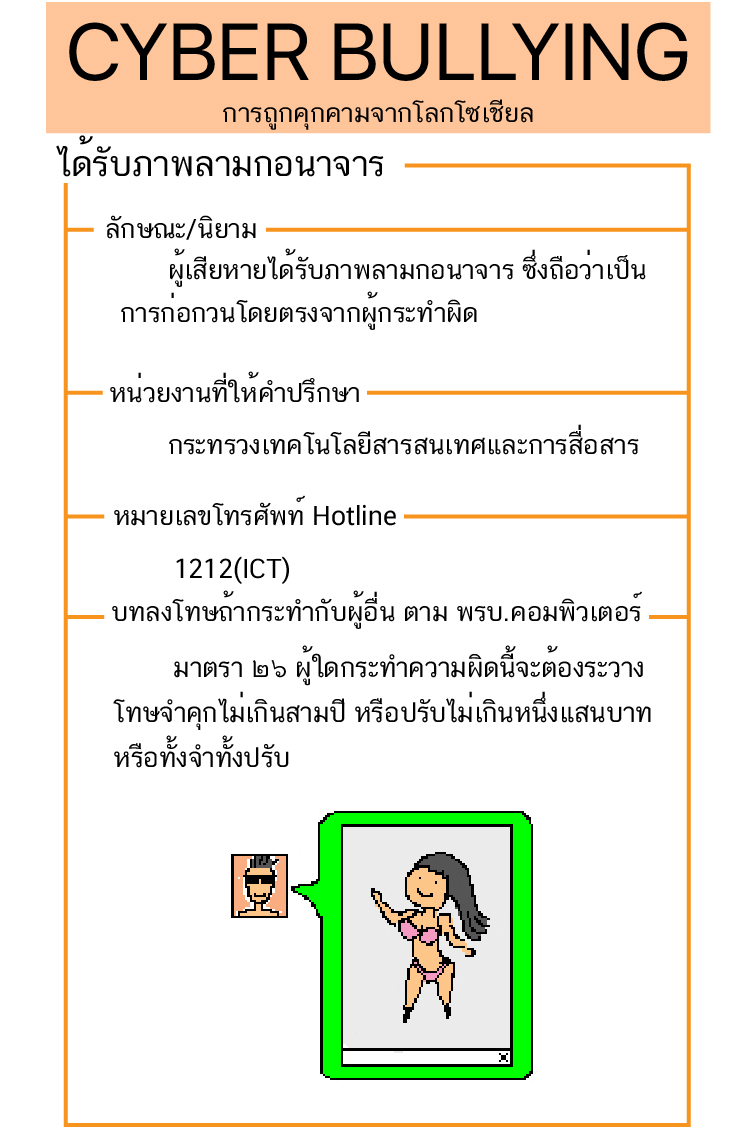 CYBER BULLYING
การถูกคุกคามจากโลกโซเชียล
ได้รับภาพลามกอนาจาร
ลักษณะ/นิยาม
ผู้เสียหายได้รับภาพลามกอนาจาร ซึ่งถือว่าเป็น
การก่อกวนโดยตรงจากผู้กระทำผิด
หน่วยงานที่ให้คำปรึกษา
กระทรวงเทคโนโลยีสารสนเทศและการสื่อสาร
หมายเลขโทรศัพท์ Hotline
1212(ICT)
บทลงโทษถ้ากระทำกับผู้อื่น ตาม พรบ.คอมพิวเตอร์
มาตรา ๒๖ ผู้ใดกระทำความผิดนี้จะต้องระวาง
โทษจำคุกไม่เกินสามปี หรือปรับไม่เกินหนึ่งแสนบาท
หรือทั้งจำทั้งปรับ